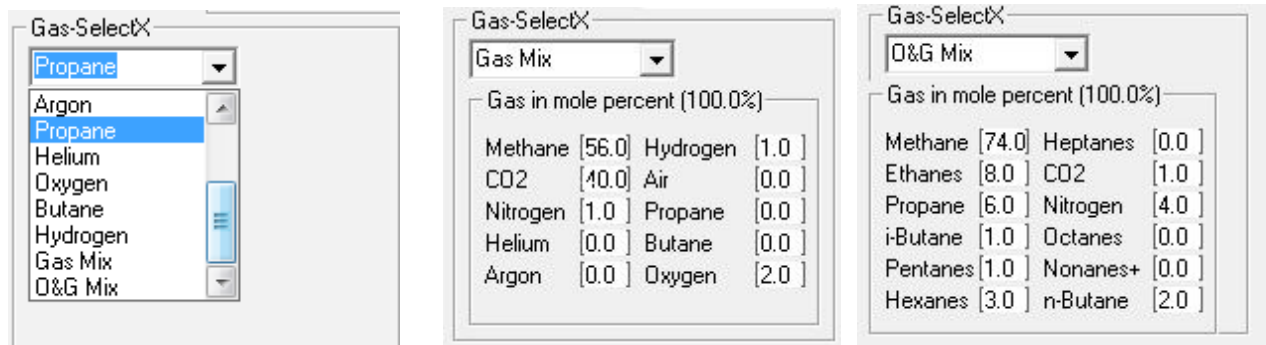 Gas-SelectX
Propane
Argon
Propane
Helium
Oxygen
Butane
Hydrogen
Gas Mix
O&G Mix
Gas-SelectX
Gas Mix
Gas in mole percent (100.0%)
Methane [56.0] Hydrogen [1.0 ]
CO2 [40.0] Air [0.0 ]
Nitrogen [1.0 ] Propane [0.0 ]
Helium [0.0 ] Butane [0.0 ]
Argon [0.0 ] Oxygen [2.0 ]
Gas-SelectX
O&G Mix
Gas in mole percent (100.0%)
Methane [74.0] Heptanes [0.0 ]
Ethanes [8.0 ] CO2 [1.0 ]
Propane [6.0 ] Nitrogen [4.0 ]
i-Butane [1.0 ] Octanes [0.0 ]
Pentanes [1.0 ] Nonanes+ [0.0 ]
Hexanes [3.0 ] n-Butane [2.0 ]